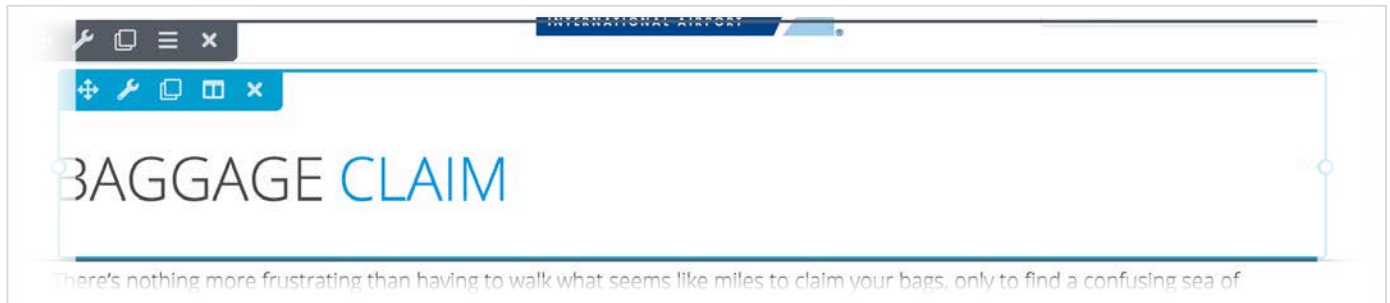 INTERNATIONAL AIRPORT
®
BAGGAGE CLAIM
There's nothing more frustrating than having to walk what seems like miles to claim your bags, only to find a confusing sea of